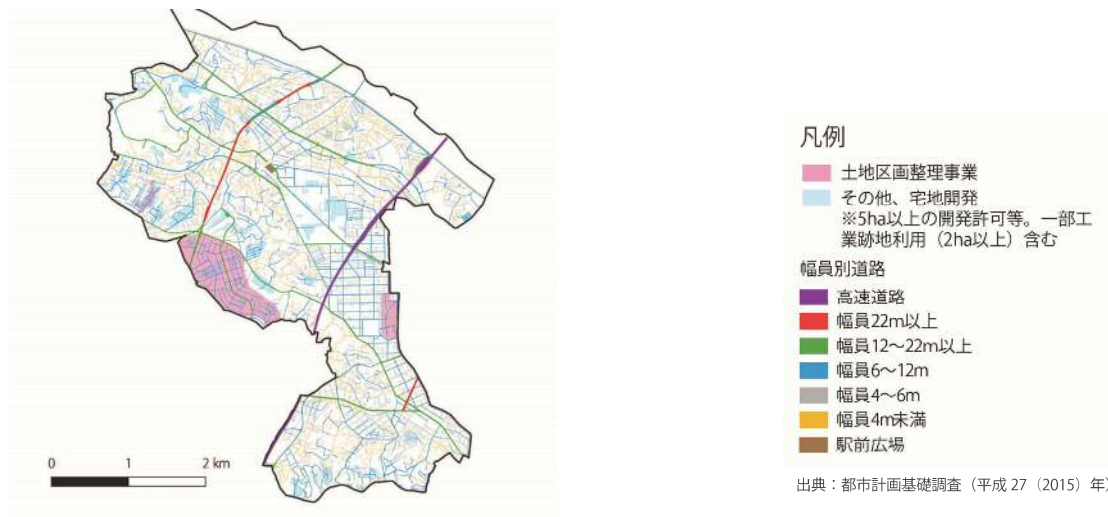 凡例
土地区画整理事業
その他、宅地開発
※5ha以上の開発許可等。一部工
業跡地利用（2ha以上）含む
幅員別道路
高速道路
幅員22m以上
幅員12〜22m以上
幅員6〜12m
幅員4〜6m
幅員4m未満
駅前広場
0 1 2 km
出典：都市計画基礎調査（平成 27（2015）年）